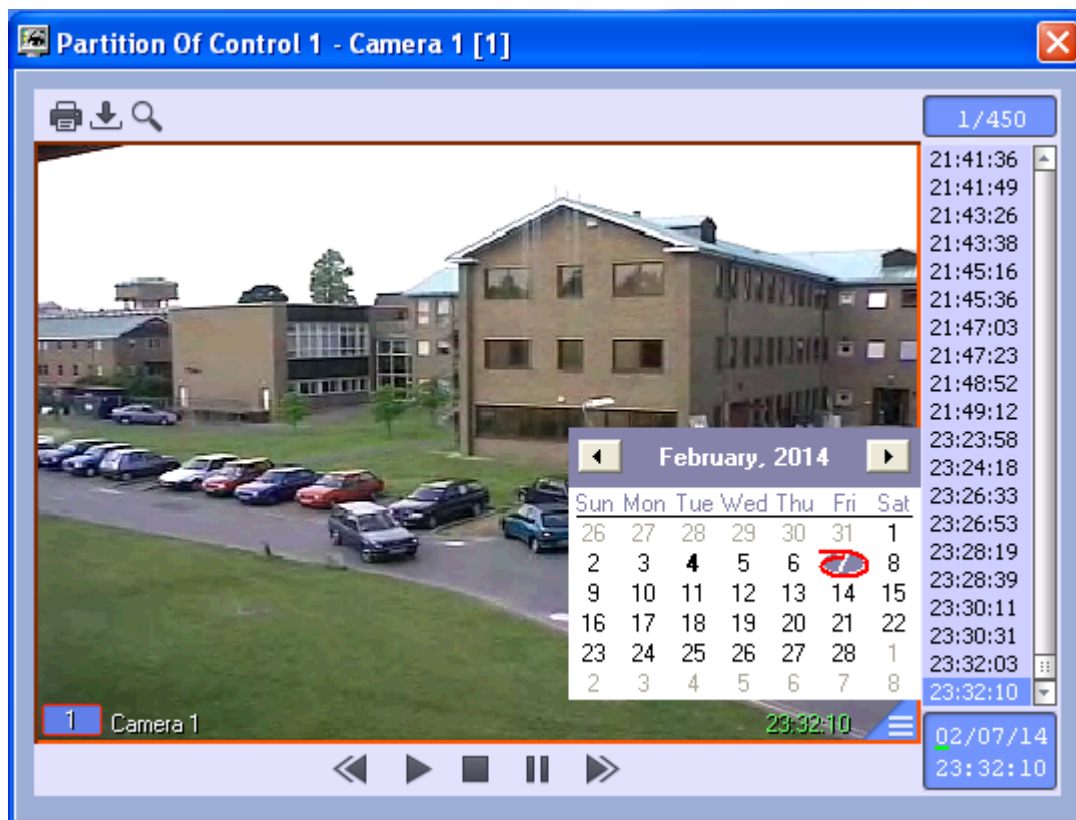 Partition Of Control 1 - Camera 1 [1]
1/450
21:41:36
21:41:49
21:43:26
21:43:38
21:45:16
21:45:36
21:47:03
21:47:23
21:48:52
21:49:12
23:23:58
23:24:18
23:26:33
23:26:53
23:28:19
23:28:39
23:30:11
23:30:31
23:32:03
23:32:10
February, 2014
Sun Mon Tue Wed Thu Fri Sat
26 27 28 29 30 31 1
2 3 4 5 6 7 8
9 10 11 12 13 14 15
16 17 18 19 20 21 22
23 24 25 26 27 28 1
2 3 4 5 6 7 8
1 Camera 1 23:32:10
02/07/14
23:32:10